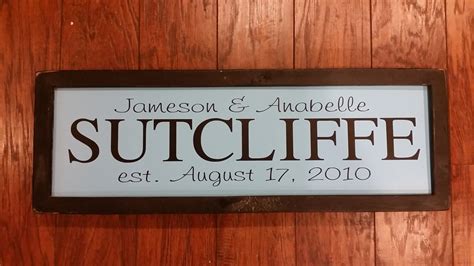 Jameson & Anabelle
SUTCLIFFE
est. August 17, 2010